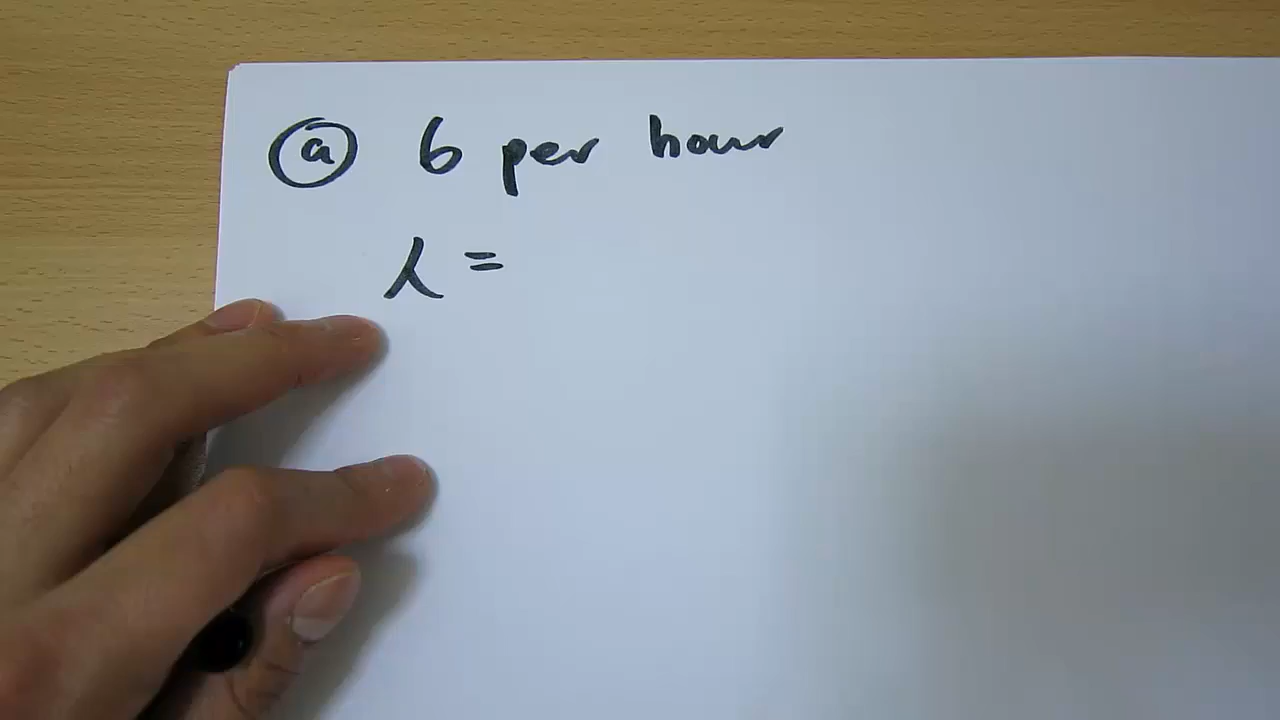 ⓐ 6 per hour
λ =